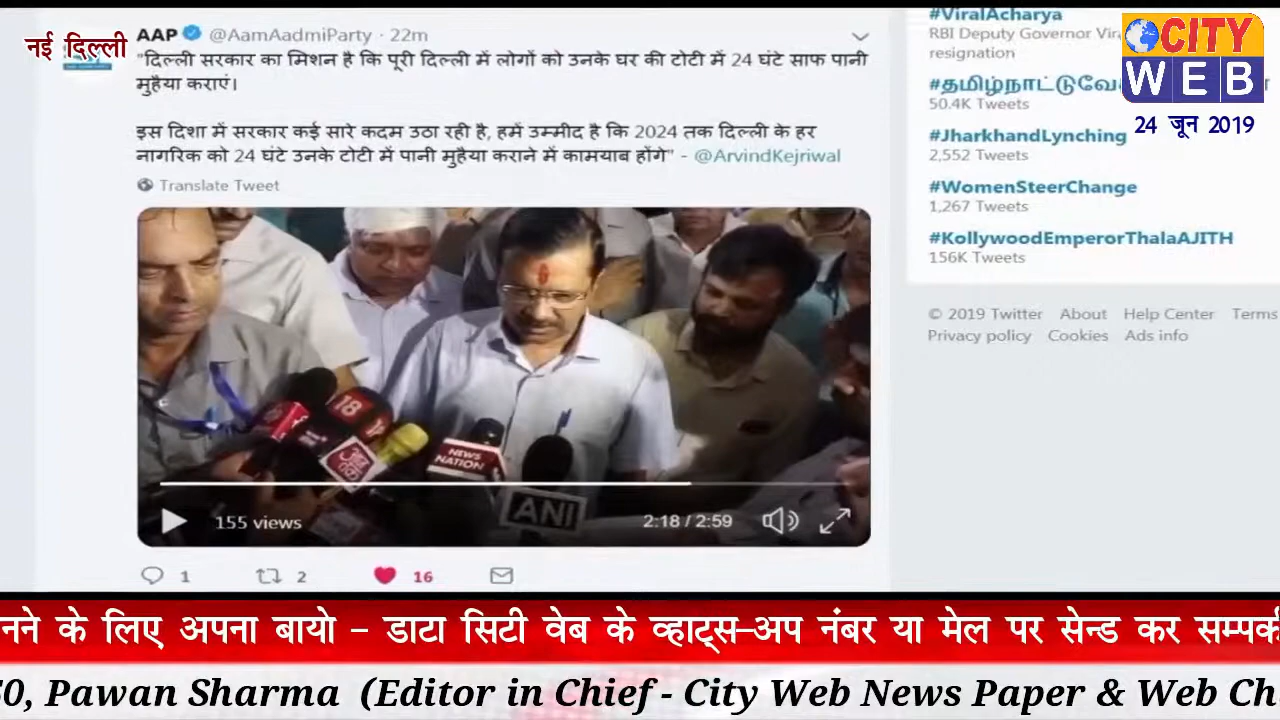 नई दिल्ली
AAP @AamAadmiParty · 22m
"दिल्ली सरकार का मिशन है कि पूरी दिल्ली में लोगों को उनके घर की टोटी में 24 घंटे साफ पानी
मुहैया कराएं।
इस दिशा में सरकार कई सारे कदम उठा रही है, हमें उम्मीद है कि 2024 तक दिल्ली के हर
नागरिक को 24 घंटे उनके टोटी में पानी मुहैया कराने में कामयाब होंगे" - @ArvindKejriwal
Translate Tweet
18
NEWS
NATION
ANI
155 views
2:18 / 2:59
1 2 16
#ViralAcharya
RBI Deputy Governor
resignation
#தமிழ்நாட்டுவே
50.4K Tweets
#JharkhandLynching
2,552 Tweets
#WomenSteerChange
1,267 Tweets
#KollywoodEmperorThalaAJITH
156K Tweets
© 2019 Twitter About Help Center Terms
Privacy policy Cookies Ads info
CITY
WEB
24 जून 2019
नने के लिए अपना बायो – डाटा सिटी वेब के व्हाट्स–अप नंबर या मेल पर सेन्ड कर सम्पर्क
0, Pawan Sharma (Editor in Chief - City Web News Paper & Web Ch